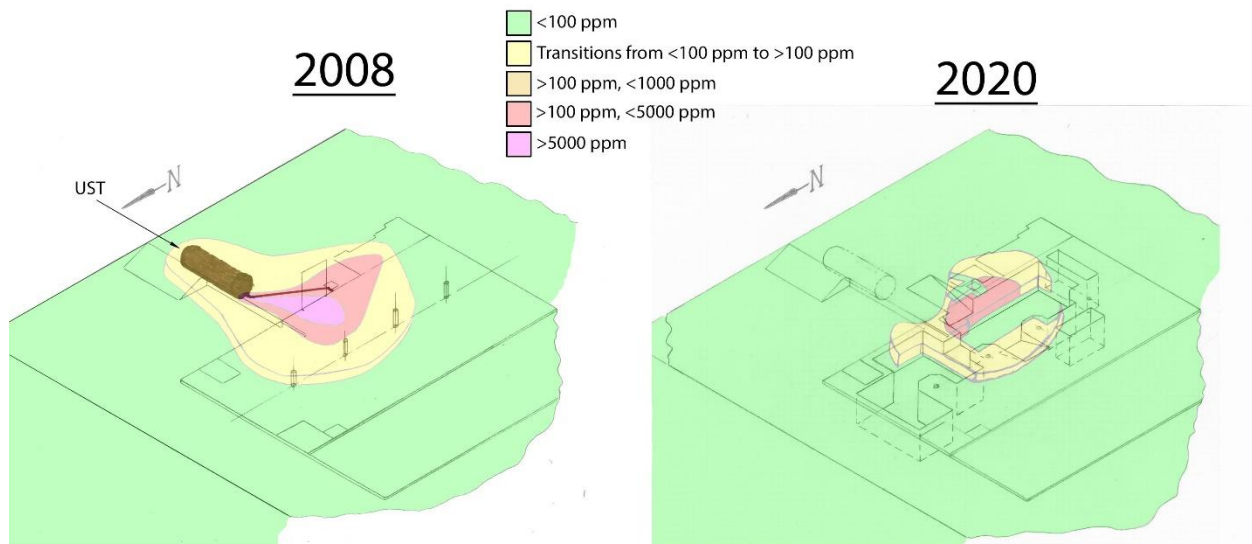 2008
<100 ppm
Transitions from <100 ppm to >100 ppm
>100 ppm, <1000 ppm
>100 ppm, <5000 ppm
>5000 ppm
2020
UST
N
N